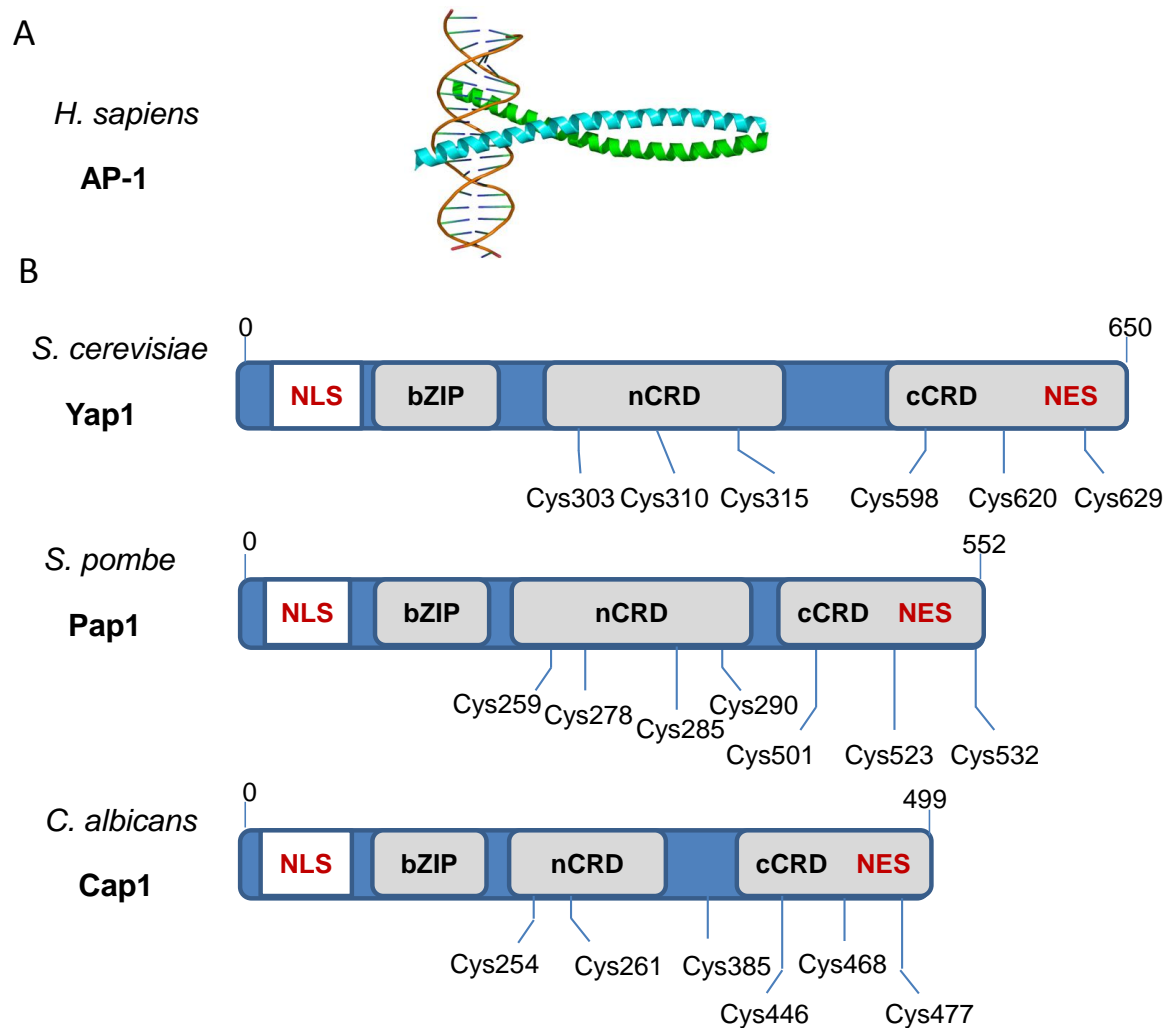 A
H. sapiens
AP-1
B
0
650
S. cerevisiae
Yap1
NLS
bZIP
nCRD
cCRD
NES
Cys303
Cys310
Cys315
Cys598
Cys620
Cys629
0
552
S. pombe
Pap1
NLS
bZIP
nCRD
cCRD
NES
Cys259
Cys278
Cys285
Cys290
Cys501
Cys523
Cys532
0
499
C. albicans
Cap1
NLS
bZIP
nCRD
cCRD
NES
Cys254
Cys261
Cys385
Cys446
Cys468
Cys477